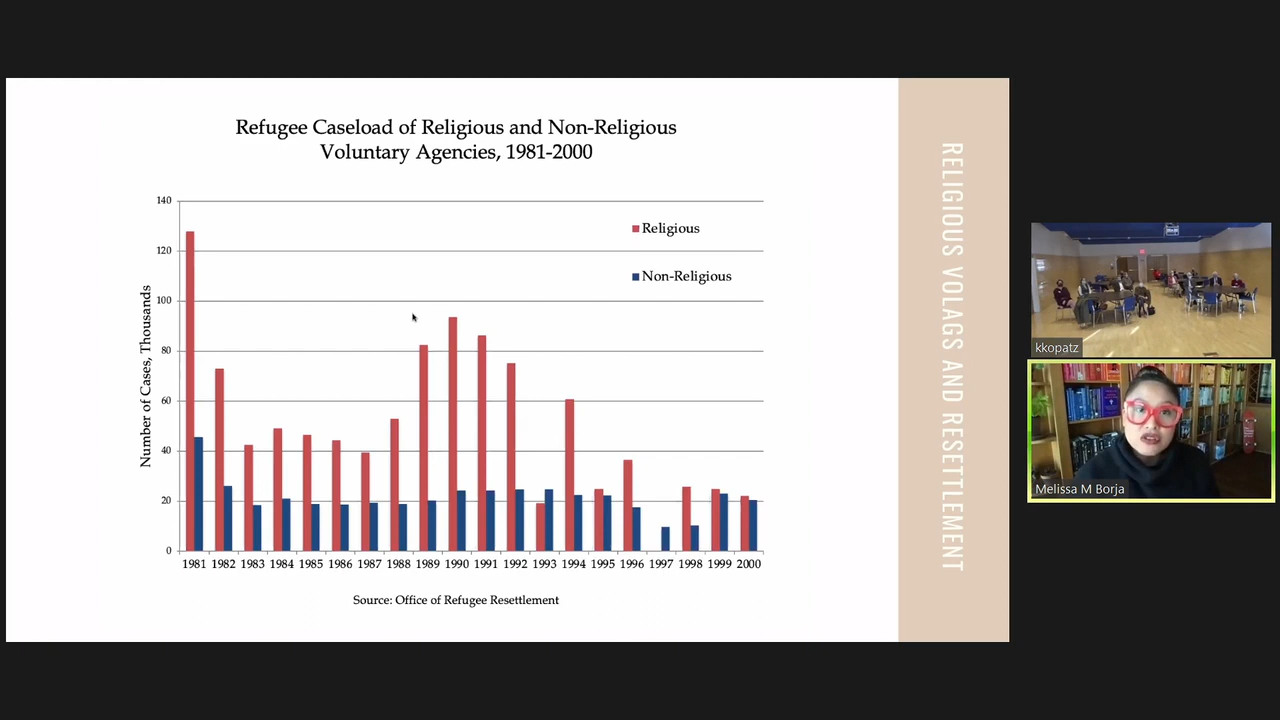 Refugee Caseload of Religious and Non-Religious
Voluntary Agencies, 1981-2000
Number of Cases, Thousands
140
120
100
80
60
40
20
0
Religious
Non-Religious
1981 1982 1983 1984 1985 1986 1987 1988 1989 1990 1991 1992 1993 1994 1995 1996 1997 1998 1999 2000
Source: Office of Refugee Resettlement
RELIGIOUS VOLAGS AND RESETTLEMENT
kkopatz
Melissa M Borja